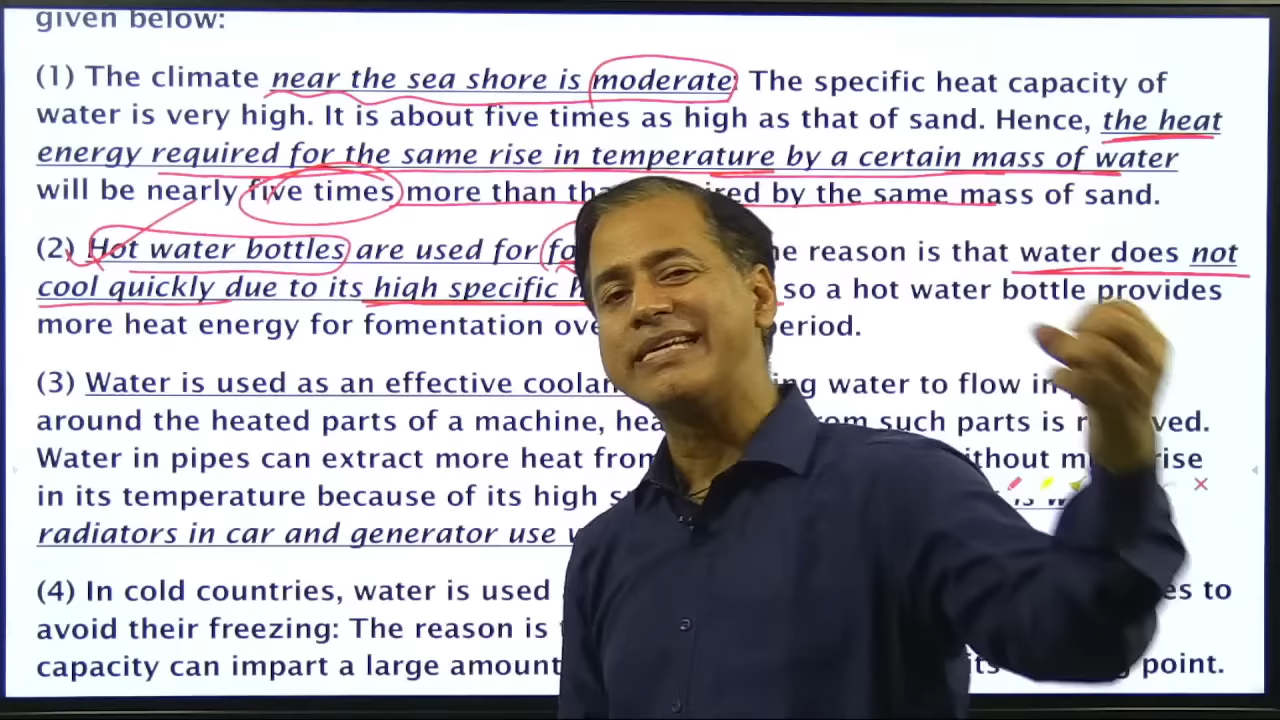 given below:
(1) The climate near the sea shore is moderate: The specific heat capacity of
water is very high. It is about five times as high as that of sand. Hence, the heat
energy required for the same rise in temperature by a certain mass of water
will be nearly five times more than by the same mass of sand.
(2) Hot water bottles are used for reason is that water does not
cool quickly due to its high specific so a hot water bottle provides
more heat energy for fomentation
(3) Water is used as an effective water to flow in
around the heated parts of a machine, such parts is
Water in pipes can extract more heat rise
in its temperature because of its high
radiators in car and generator use
(4) In cold countries, water is used to
avoid their freezing: The reason is
capacity can impart a large amount point.